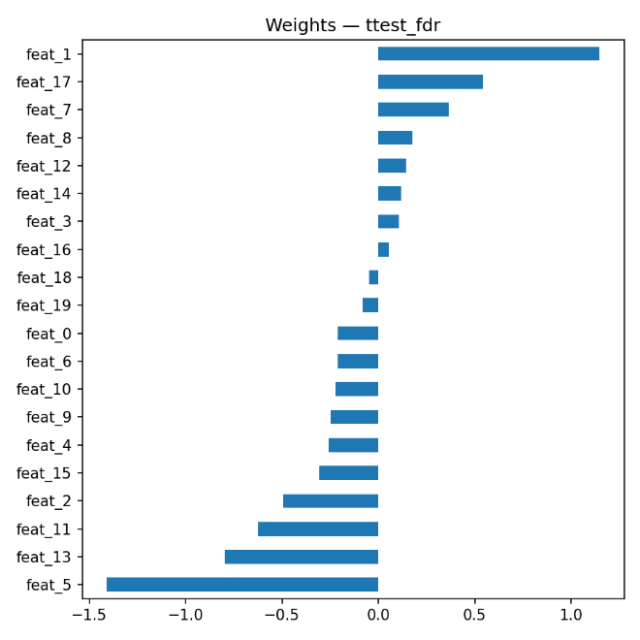 Weights — ttest_fdr
feat_1
feat_17
feat_7
feat_8
feat_12
feat_14
feat_3
feat_16
feat_18
feat_19
feat_0
feat_6
feat_10
feat_9
feat_4
feat_15
feat_2
feat_11
feat_13
feat_5
−1.5 −1.0 −0.5 0.0 0.5 1.0